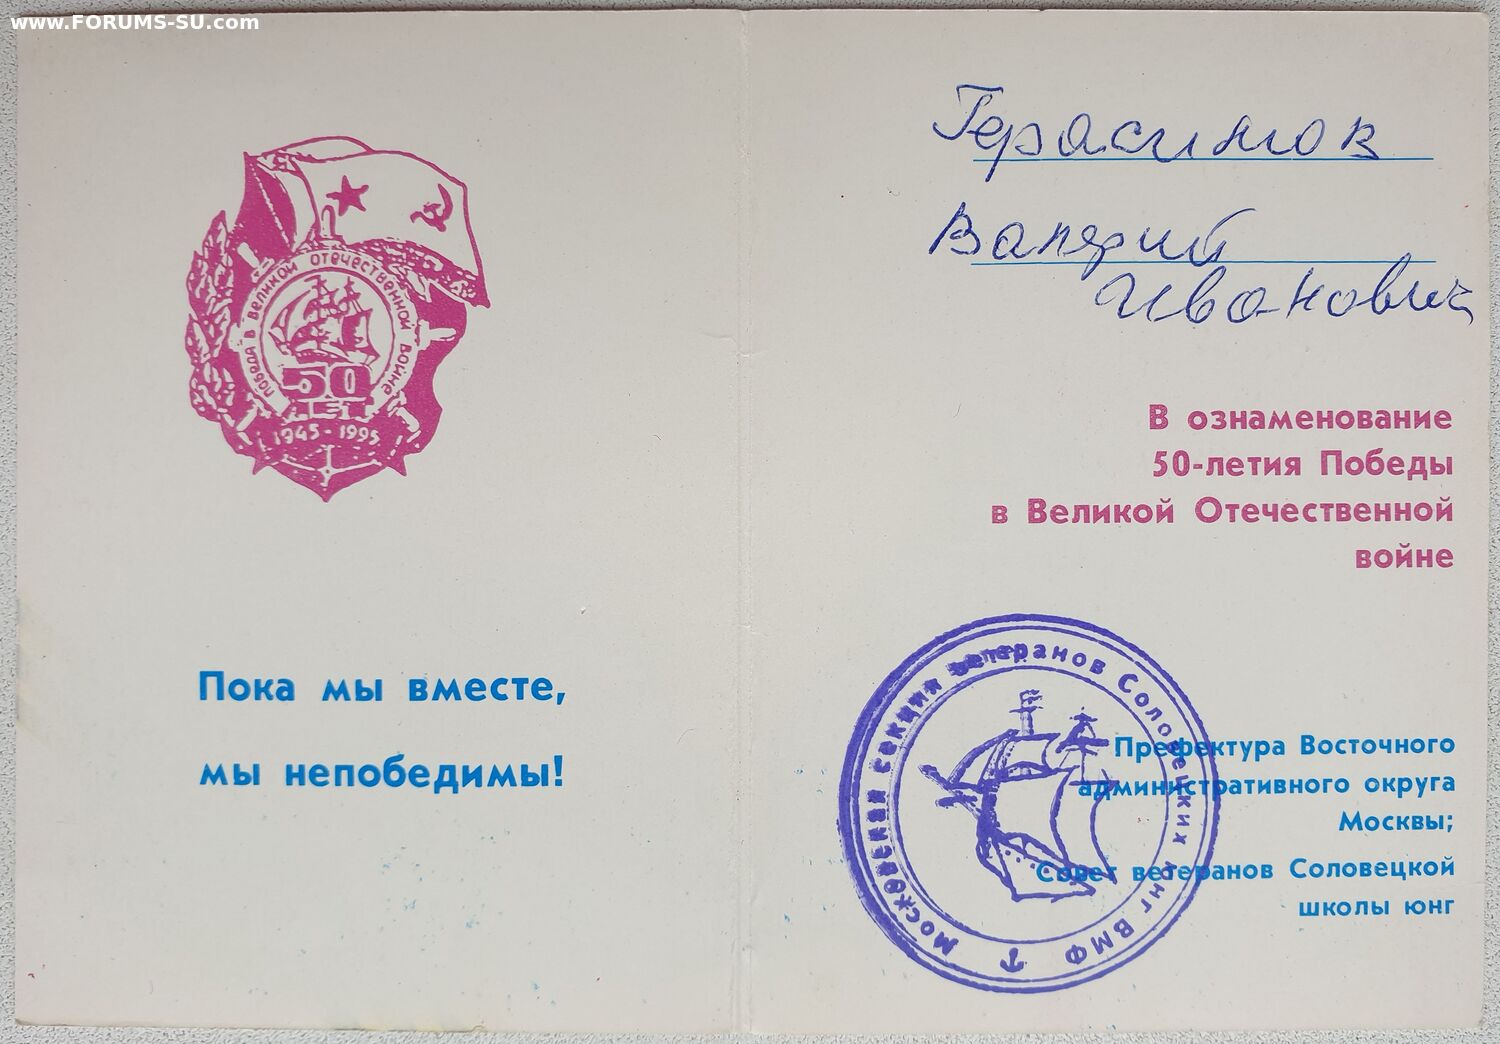 www.FORUMS-SU.com
ПОБЕДА В ВЕЛИКОЙ ОТЕЧЕСТВЕННОЙ ВОЙНЕ
50
ЛЕТ
1945-1995
Пока мы вместе,
мы непобедимы!
Герасимов
Валерий
Иванович
В ознаменование
50-летия Победы
в Великой Отечественной
войне
Префектура Восточного
административного округа
Москвы;
Совет ветеранов Соловецкой
школы юнг
Московская секция ветеранов Соловецких юнг ВМФ